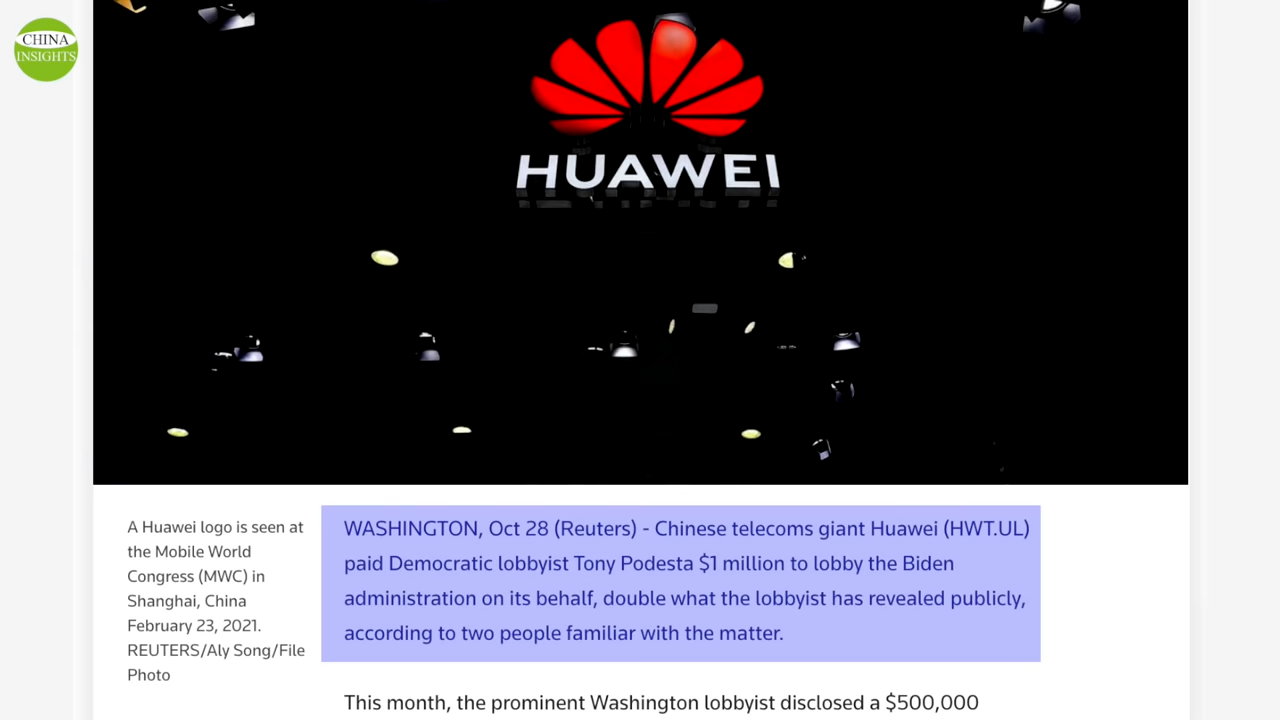 CHINA
INSIGHTS
HUAWEI
A Huawei logo is seen at
the Mobile World
Congress (MWC) in
Shanghai, China
February 23, 2021.
REUTERS/Aly Song/File
Photo
WASHINGTON, Oct 28 (Reuters) - Chinese telecoms giant Huawei (HWT.UL)
paid Democratic lobbyist Tony Podesta $1 million to lobby the Biden
administration on its behalf, double what the lobbyist has revealed publicly,
according to two people familiar with the matter.
This month, the prominent Washington lobbyist disclosed a $500,000